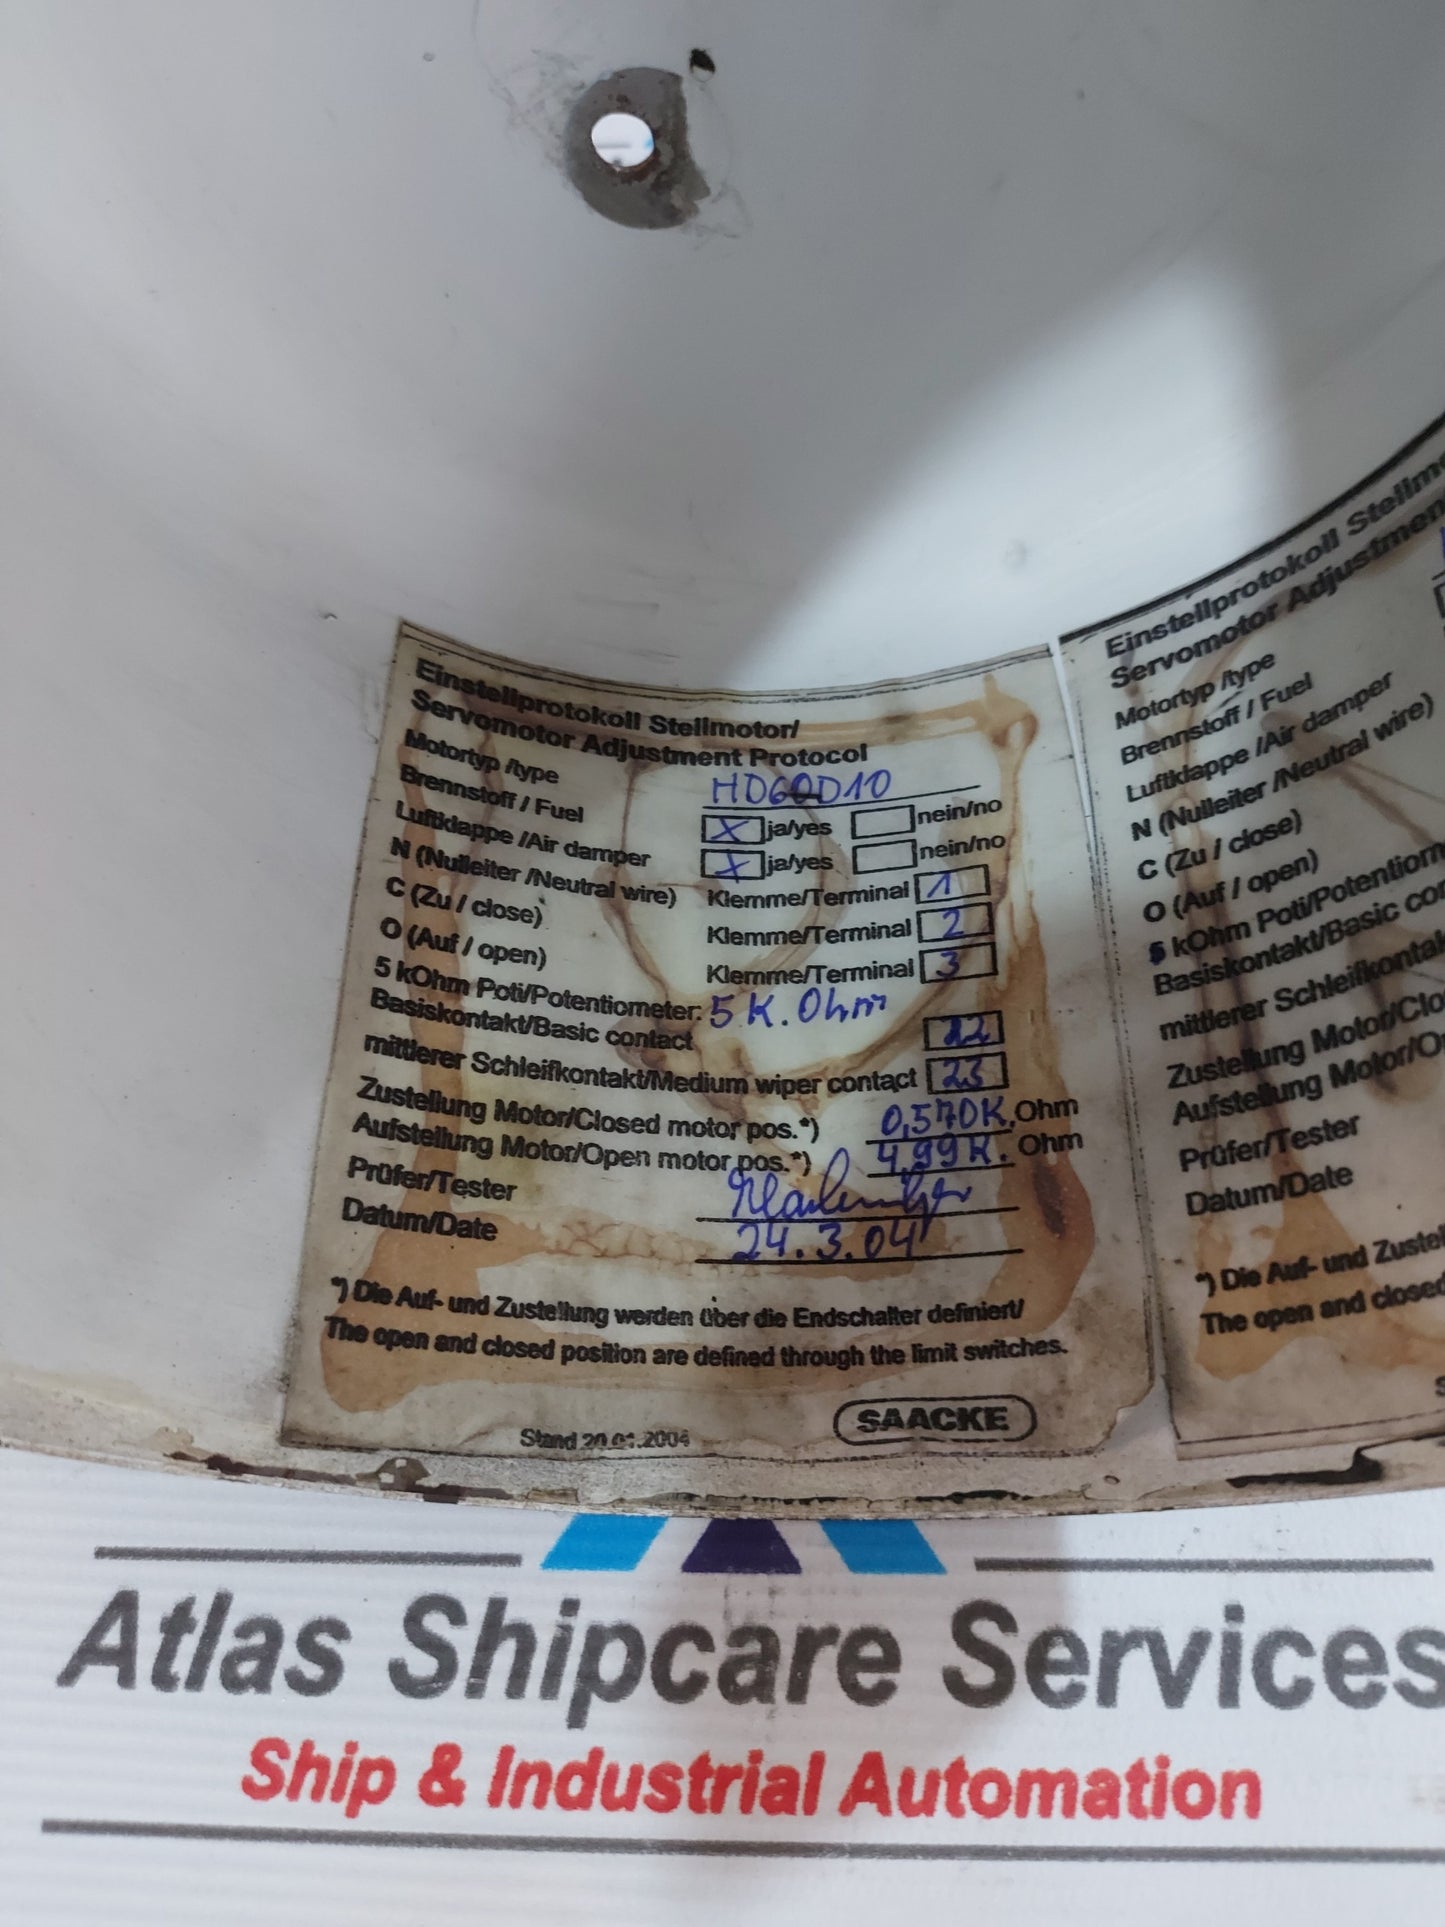 Einstellprotokoll Stellmotor/
Servomotor Adjustment Protocol
Motortyp /type HD60D10
Brennstoff / Fuel X ja/yes nein/no
Luftklappe /Air damper X ja/yes nein/no
N (Nulleiter /Neutral wire) Klemme/Terminal 1
C (Zu / close) Klemme/Terminal 2
O (Auf / open) Klemme/Terminal 3
5 kOhm Poti/Potentiometer: 5 K. Ohm
Basiskontakt/Basic contact
mittlerer Schleifkontakt/Medium wiper contact 23
Zustellung Motor/Closed motor pos.*) 0,570K. Ohm
Aufstellung Motor/Open motor pos.*) 4,99K. Ohm
Prüfer/Tester
Datum/Date 24.3.04
*) Die Auf- und Zustellung werden über die Endschalter definiert/
The open and closed position are defined through the limit switches.
Stand 20.01.2004 SAACKE
Einstellprotokoll Stellmo
Servomotor Adjustmen
Motortyp /type
Brennstoff / Fuel
Luftklappe /Air damper
N (Nulleiter /Neutral wire)
C (Zu / close)
O (Auf / open)
5 kOhm Poti/Potentiom
Basiskontakt/Basic con
mittlerer Schleifkontak
Zustellung Motor/Clo
Aufstellung Motor/O
Prüfer/Tester
Datum/Date
*) Die Auf- und Zustel
The open and closed
Atlas Shipcare Services
Ship & Industrial Automation